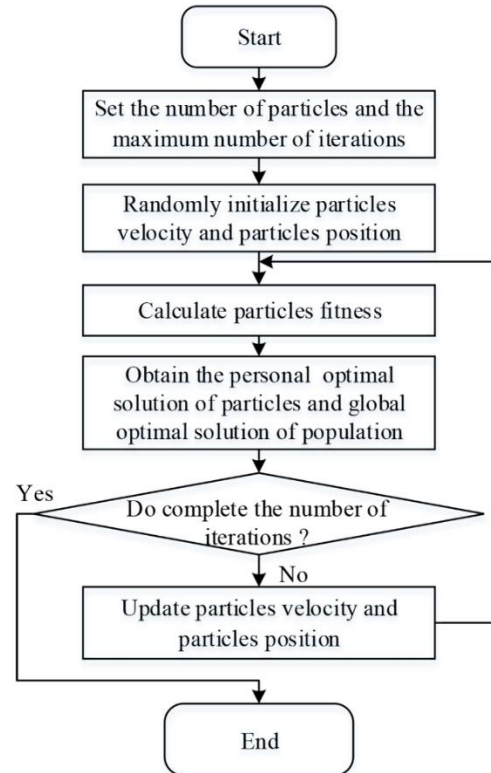 Start
Set the number of particles and the
maximum number of iterations
Randomly initialize particles
velocity and particles position
Calculate particles fitness
Obtain the personal optimal
solution of particles and global
optimal solution of population
Yes
Do complete the number of
iterations ?
No
Update particles velocity and
particles position
End